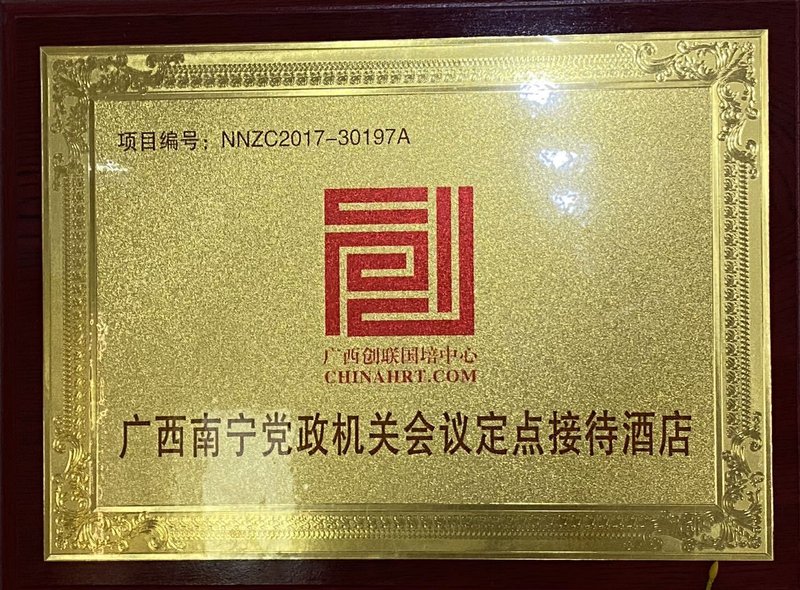 项目编号：NNZC2017-30197A
广西创联国培中心
CHINAHRT.COM
广西南宁党政机关会议定点接待酒店